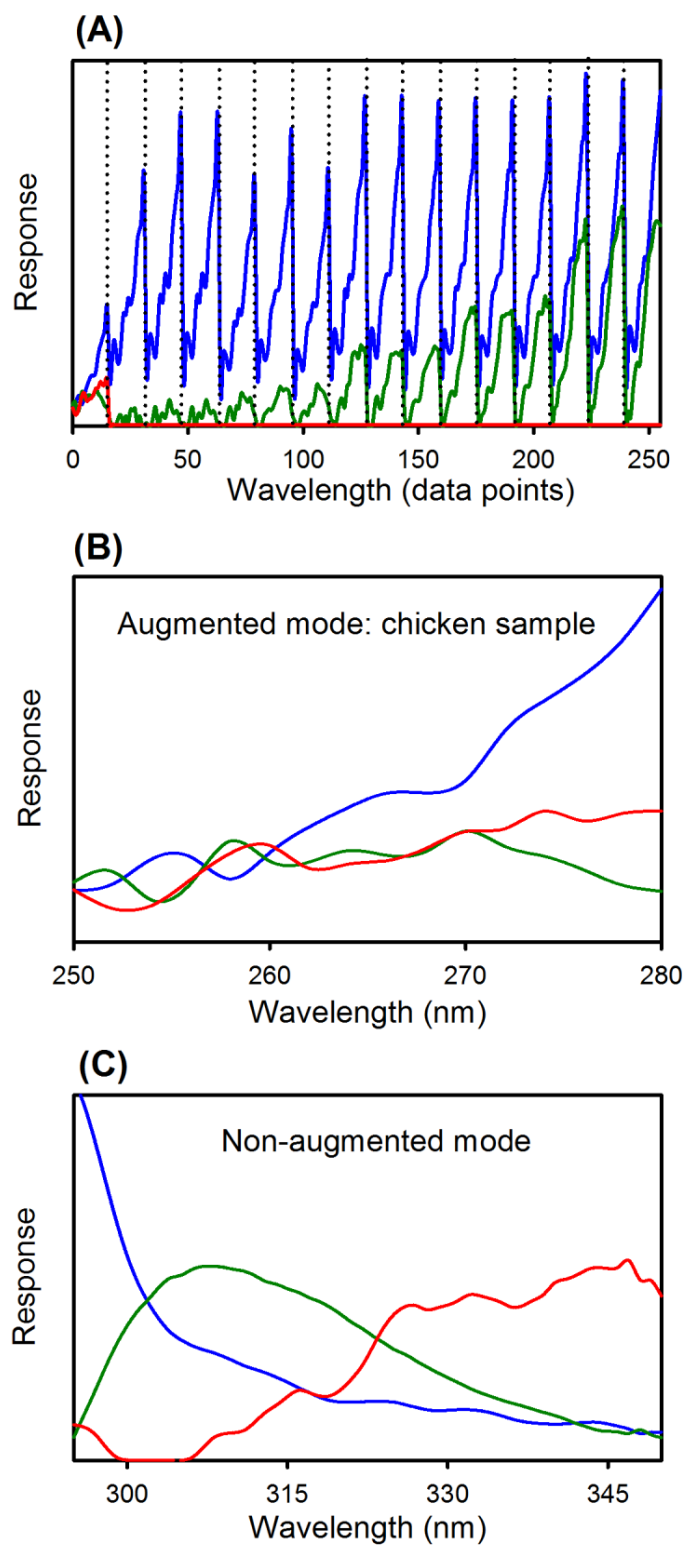 (A)
Response
0 50 100 150 200 250
Wavelength (data points)
(B)
Augmented mode: chicken sample
Response
250 260 270 280
Wavelength (nm)
(C)
Non-augmented mode
Response
300 315 330 345
Wavelength (nm)